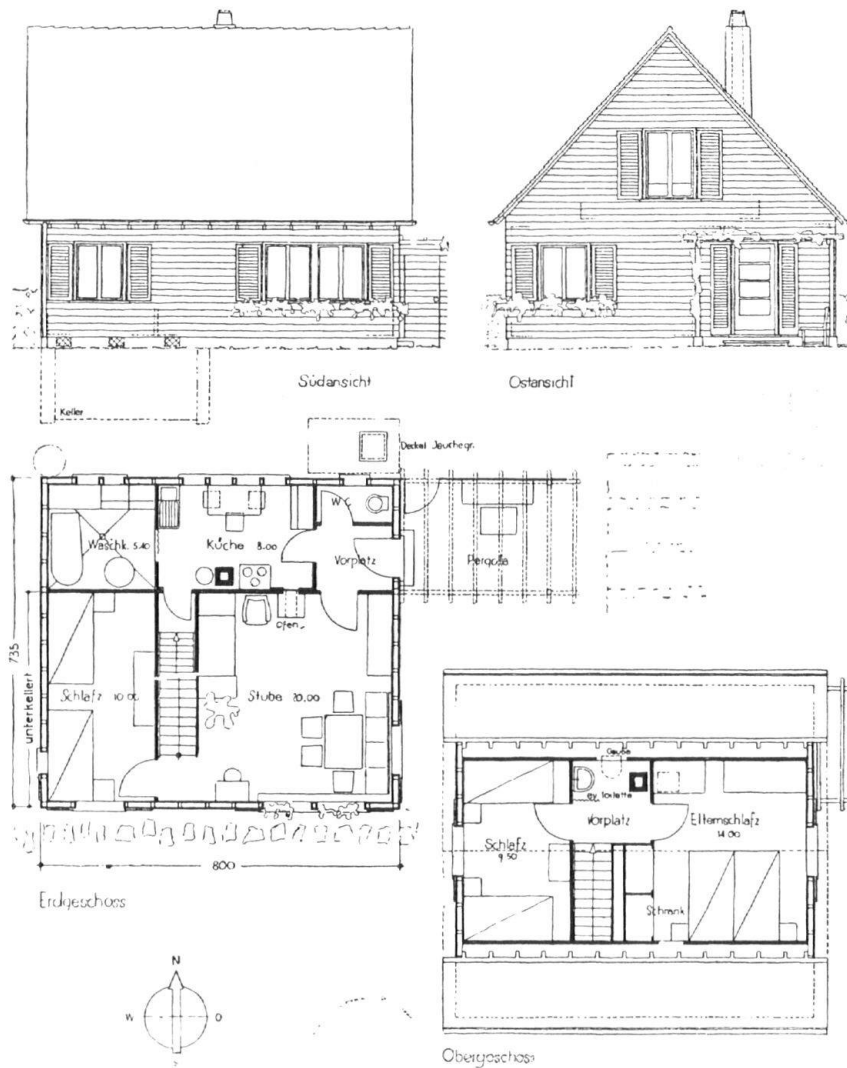 Südansicht
Ostansicht
Keller
Deckel Jauchegr.
W.C.
Waschk. 5.40
Küche 8.00
Vorplatz
Pergola
Ofen
735
unterkellert
Schlafz. 10.00
Stube 20.00
800
Erdgeschoss
Gaube
ev. Toilette
Vorplatz
Elternschlafz.
14.00
Schlafz.
9.50
Schrank
N
W
O
Obergeschoss